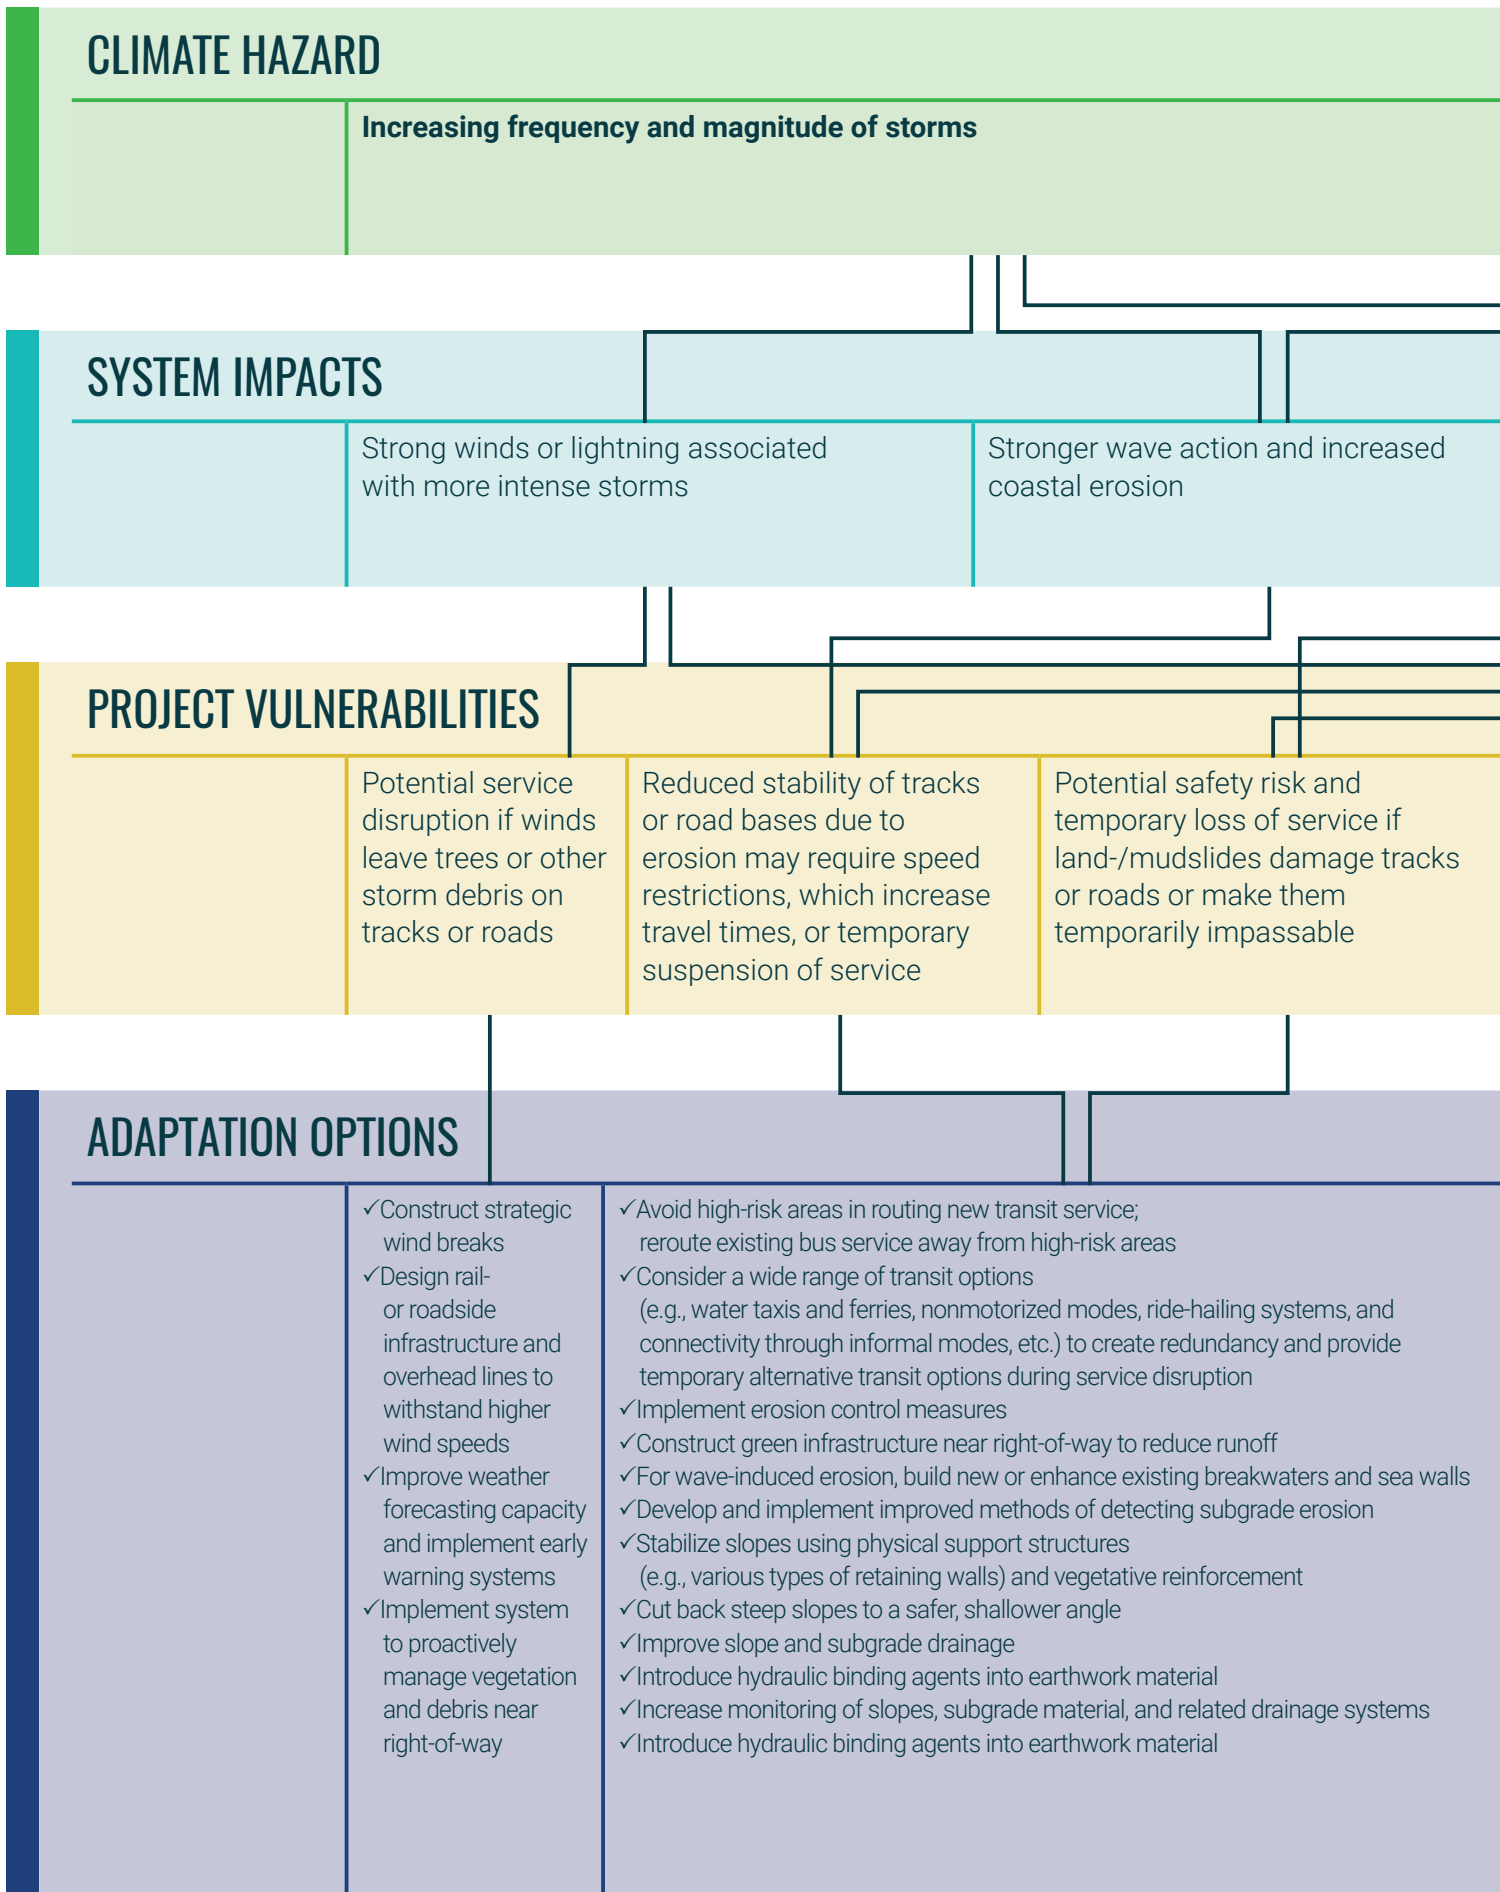 CLIMATE HAZARD
Increasing frequency and magnitude of storms
SYSTEM IMPACTS
Strong winds or lightning associated
with more intense storms
Stronger wave action and increased
coastal erosion
PROJECT VULNERABILITIES
Potential service
disruption if winds
leave trees or other
storm debris on
tracks or roads
Reduced stability of tracks
or road bases due to
erosion may require speed
restrictions, which increase
travel times, or temporary
suspension of service
Potential safety risk and
temporary loss of service if
land-/mudslides damage tracks
or roads or make them
temporarily impassable
ADAPTATION OPTIONS
✓Construct strategic
wind breaks
✓Design rail-
or roadside
infrastructure and
overhead lines to
withstand higher
wind speeds
✓Improve weather
forecasting capacity
and implement early
warning systems
✓Implement system
to proactively
manage vegetation
and debris near
right-of-way
✓Avoid high-risk areas in routing new transit service;
reroute existing bus service away from high-risk areas
✓Consider a wide range of transit options
(e.g., water taxis and ferries, nonmotorized modes, ride-hailing systems, and
connectivity through informal modes, etc.) to create redundancy and provide
temporary alternative transit options during service disruption
✓Implement erosion control measures
✓Construct green infrastructure near right-of-way to reduce runoff
✓For wave-induced erosion, build new or enhance existing breakwaters and sea walls
✓Develop and implement improved methods of detecting subgrade erosion
✓Stabilize slopes using physical support structures
(e.g., various types of retaining walls) and vegetative reinforcement
✓Cut back steep slopes to a safer, shallower angle
✓Improve slope and subgrade drainage
✓Introduce hydraulic binding agents into earthwork material
✓Increase monitoring of slopes, subgrade material, and related drainage systems
✓Introduce hydraulic binding agents into earthwork material